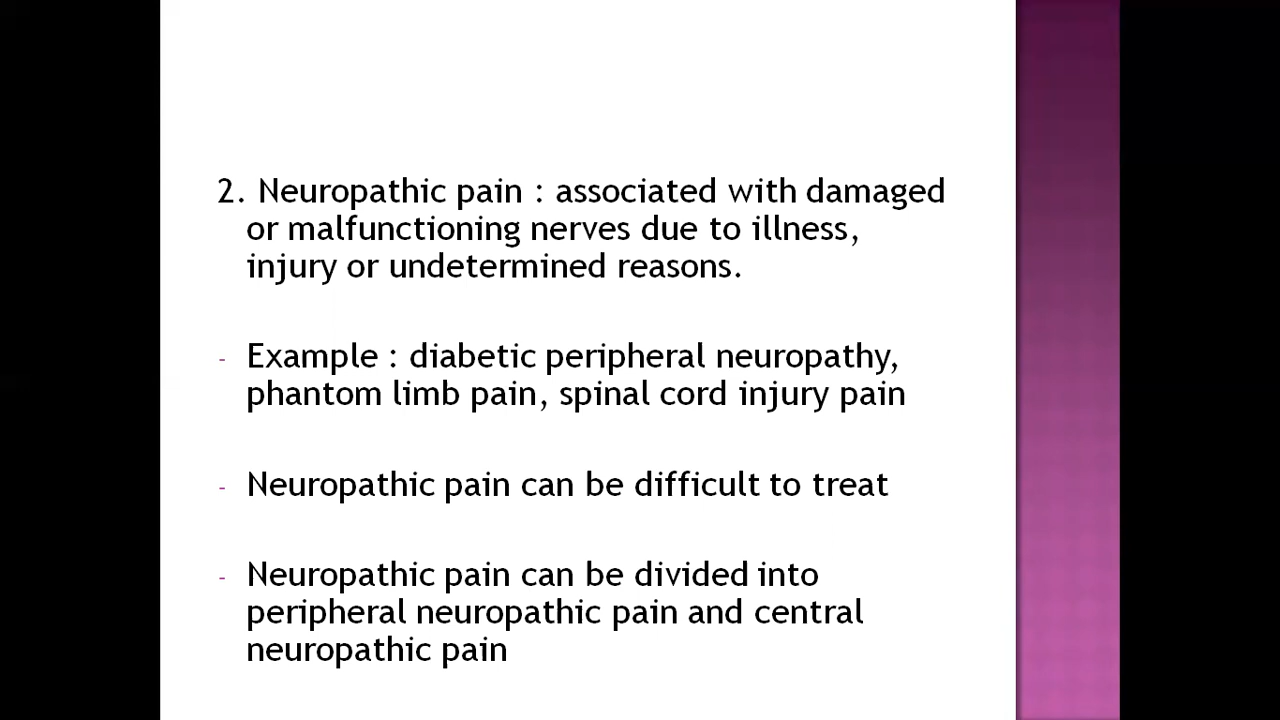 2. Neuropathic pain : associated with damaged
or malfunctioning nerves due to illness,
injury or undetermined reasons.
- Example : diabetic peripheral neuropathy,
phantom limb pain, spinal cord injury pain
- Neuropathic pain can be difficult to treat
- Neuropathic pain can be divided into
peripheral neuropathic pain and central
neuropathic pain